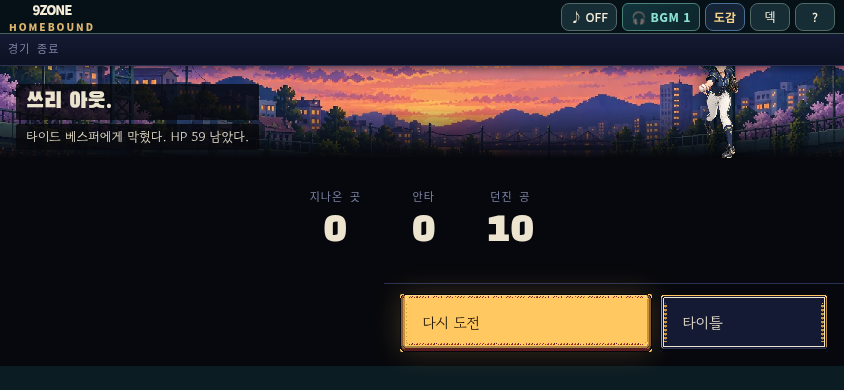 9ZONE
HOMEBOUND
♪ OFF
🎧 BGM 1
도감
덱
?
경기 종료
쓰리 아웃.
타이드 베스퍼에게 막혔다. HP 59 남았다.
지나온 곳
안타
던진 공
0
0
10
다시 도전
타이틀